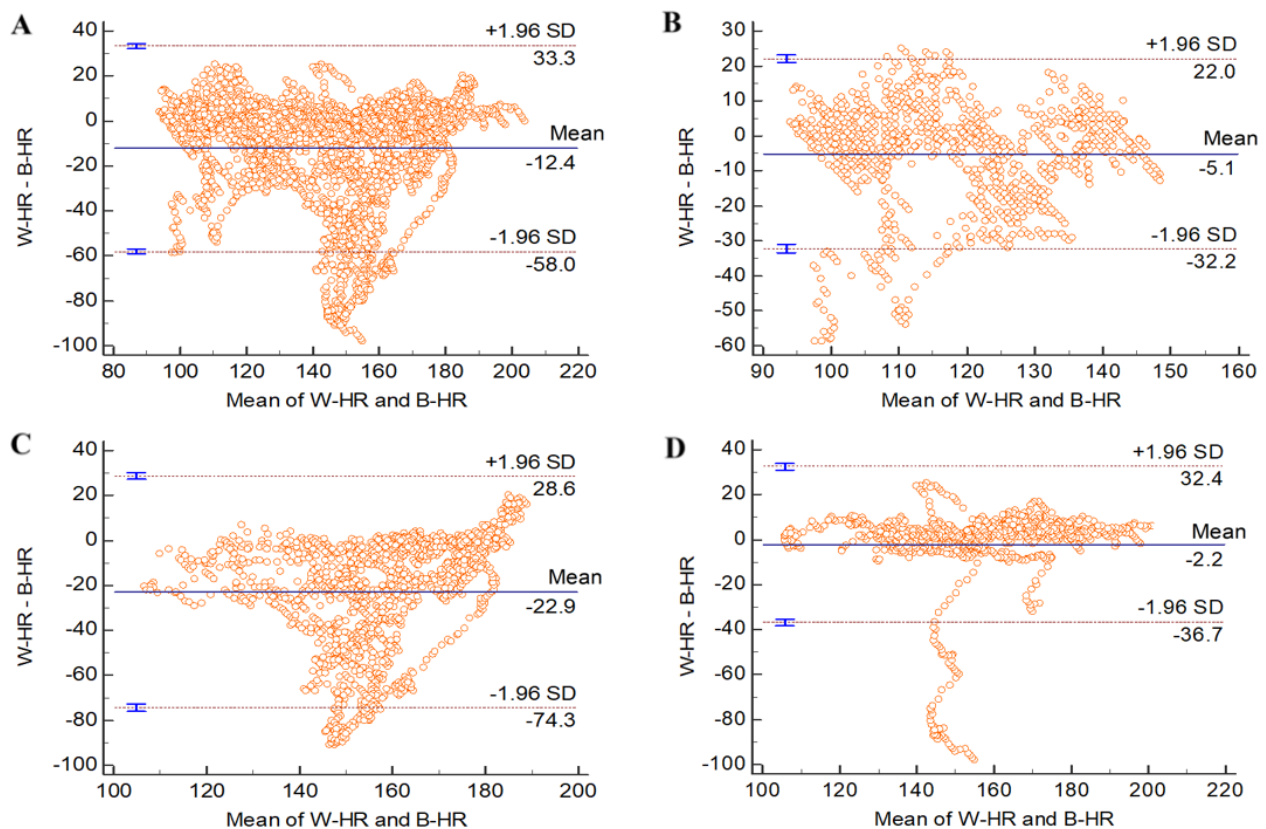 A
40
20
0
-20
-40
-60
-80
-100
W-HR - B-HR
+1.96 SD
33.3
Mean
-12.4
-1.96 SD
-58.0
80 100 120 140 160 180 200 220
Mean of W-HR and B-HR
B
30
20
10
0
-10
-20
-30
-40
-50
-60
W-HR - B-HR
+1.96 SD
22.0
Mean
-5.1
-1.96 SD
-32.2
90 100 110 120 130 140 150 160
Mean of W-HR and B-HR
C
40
20
0
-20
-40
-60
-80
-100
W-HR - B-HR
+1.96 SD
28.6
Mean
-22.9
-1.96 SD
-74.3
100 120 140 160 180 200
Mean of W-HR and B-HR
D
40
20
0
-20
-40
-60
-80
-100
W-HR - B-HR
+1.96 SD
32.4
Mean
-2.2
-1.96 SD
-36.7
100 120 140 160 180 200 220
Mean of W-HR and B-HR